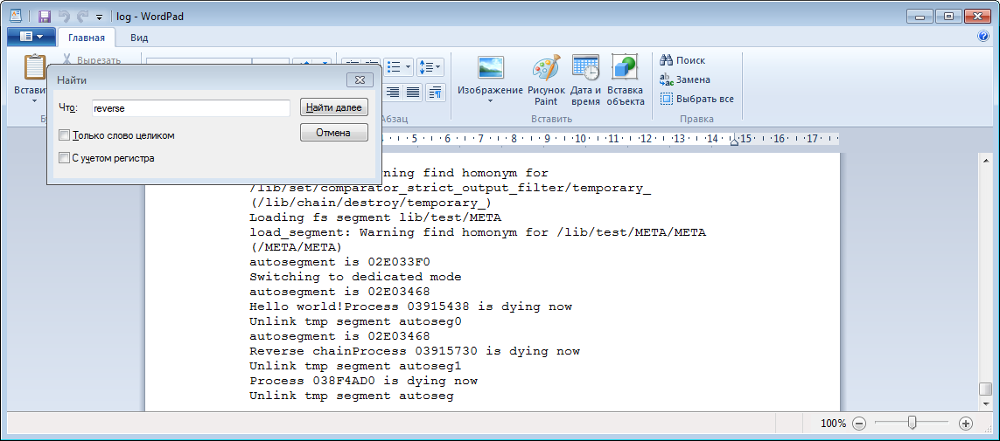 log - WordPad
Главная Вид
Вырезать
Вставит
Изображение
Рисунок Paint
Дата и время
Вставка объекта
Поиск
Замена
Выбрать все
Абзац Вставить Правка
Найти
Что: reverse Найти далее
Только слово целиком Отмена
С учетом регистра
4 5 6 7 8 9 10 11 12 13 14 15 16 17
find homonym for
/lib/set/comparator_strict_output_filter/temporary_
(/lib/chain/destroy/temporary_)
Loading fs segment lib/test/META
load_segment: Warning find homonym for /lib/test/META/META
(/META/META)
autosegment is 02E033F0
Switching to dedicated mode
autosegment is 02E03468
Hello world!Process 03915438 is dying now
Unlink tmp segment autoseg0
autosegment is 02E03468
Reverse chainProcess 03915730 is dying now
Unlink tmp segment autoseg1
Process 038F4AD0 is dying now
Unlink tmp segment autoseg
100%